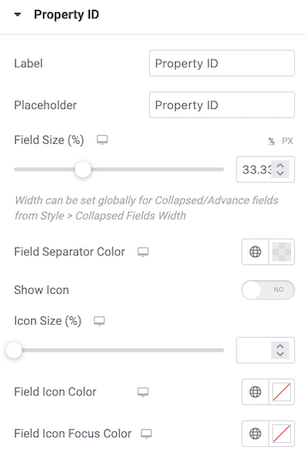 Property ID
Label Property ID
Placeholder Property ID
Field Size (%) % PX
33.33
Width can be set globally for Collapsed/Advance fields
from Style > Collapsed Fields Width
Field Separator Color
Show Icon NO
Icon Size (%)
Field Icon Color
Field Icon Focus Color